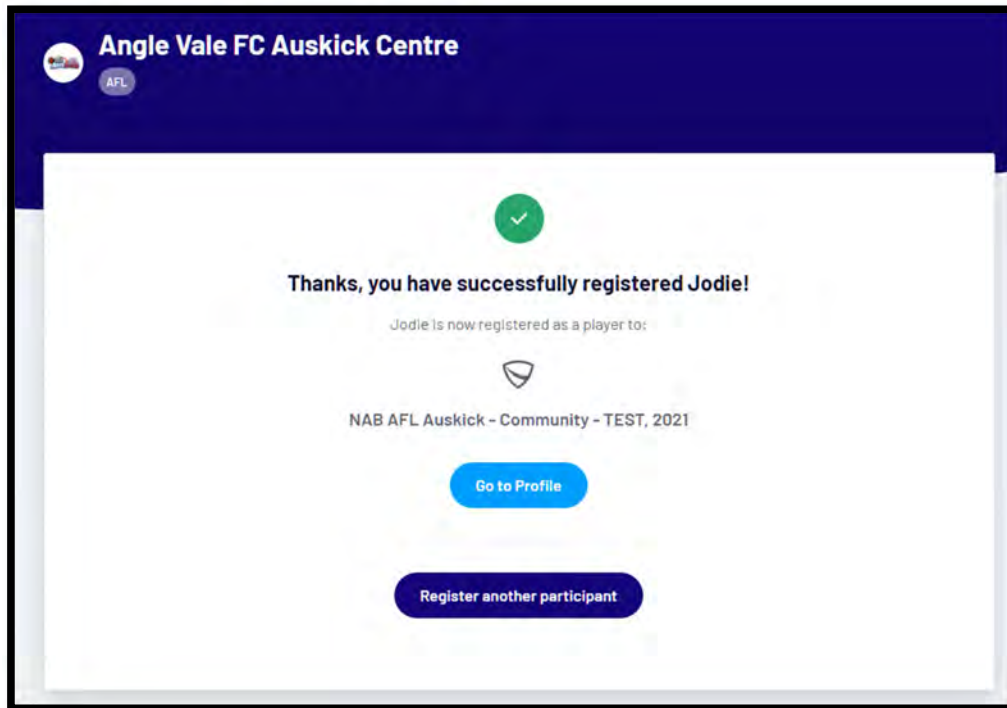 Angle Vale FC Auskick Centre
AFL
Thanks, you have successfully registered Jodie!
Jodie is now registered as a player to:
NAB AFL Auskick - Community - TEST, 2021
Go to Profile
Register another participant